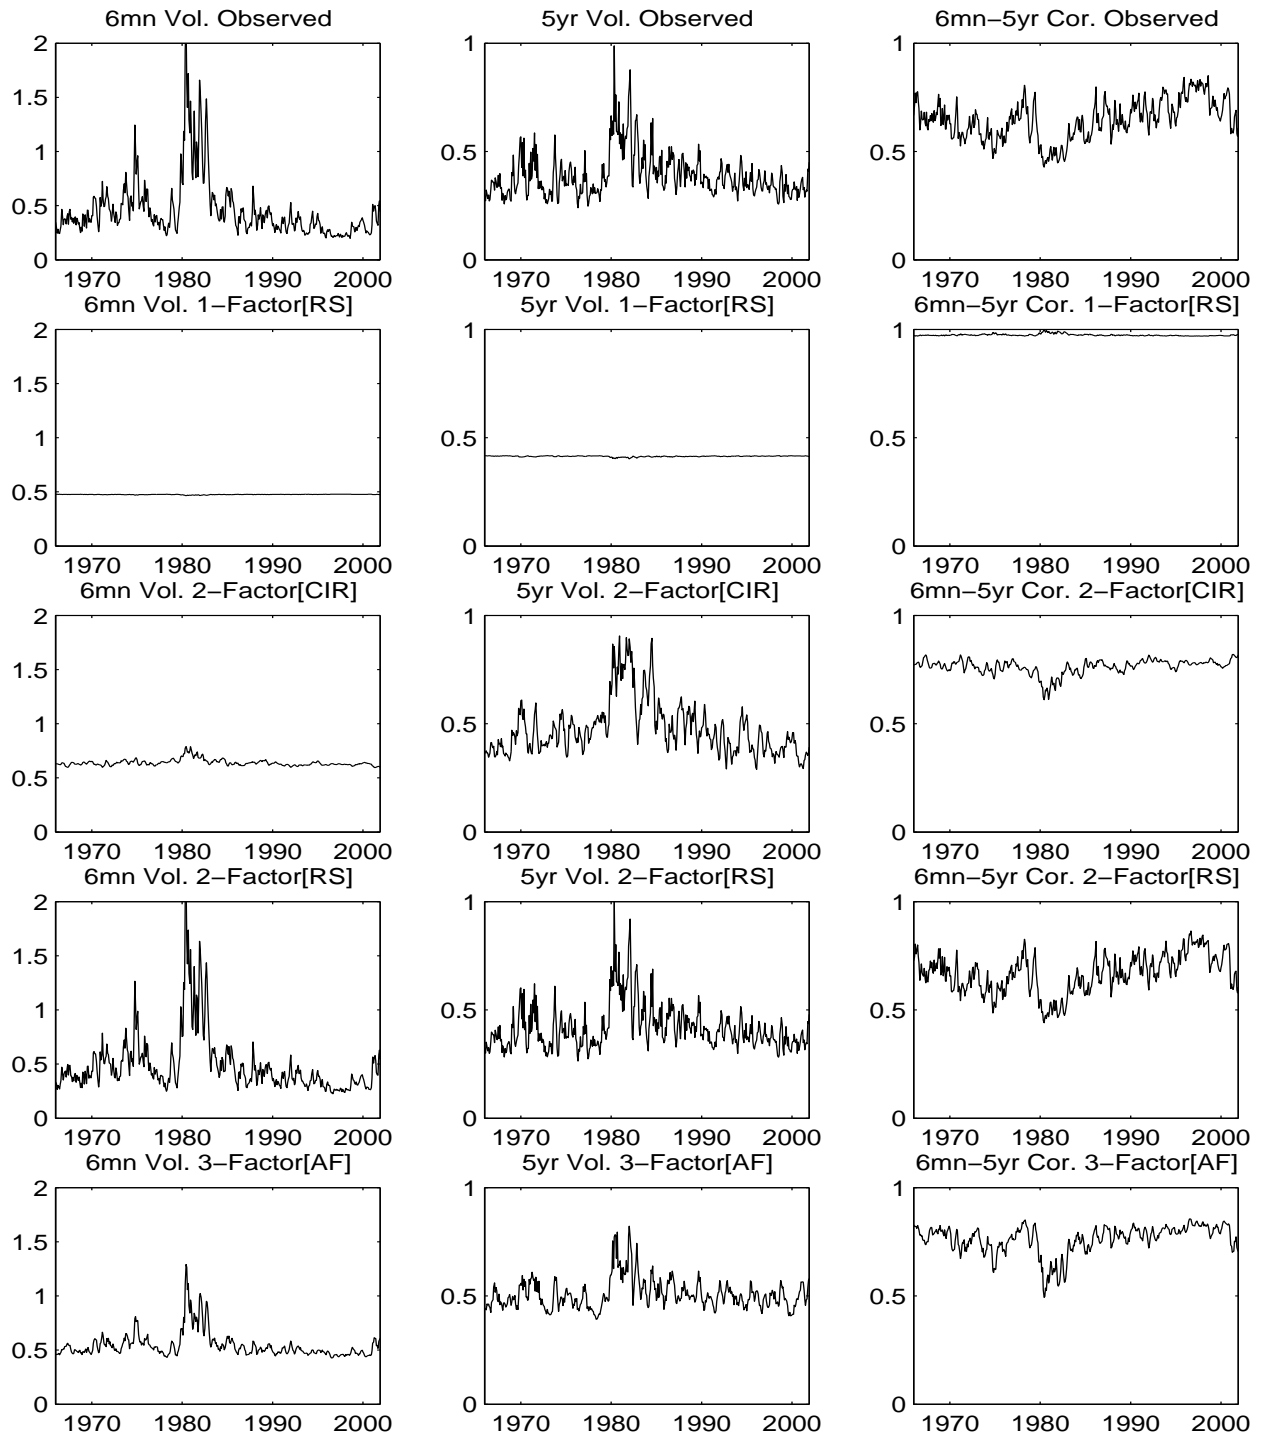 6mn Vol. Observed
2
1.5
1
0.5
0
1970 1980 1990 2000
5yr Vol. Observed
1
0.5
0
1970 1980 1990 2000
6mn−5yr Cor. Observed
1
0.5
0
1970 1980 1990 2000
6mn Vol. 1−Factor[RS]
2
1.5
1
0.5
0
1970 1980 1990 2000
5yr Vol. 1−Factor[RS]
1
0.5
0
1970 1980 1990 2000
6mn−5yr Cor. 1−Factor[RS]
1
0.5
0
1970 1980 1990 2000
6mn Vol. 2−Factor[CIR]
2
1.5
1
0.5
0
1970 1980 1990 2000
5yr Vol. 2−Factor[CIR]
1
0.5
0
1970 1980 1990 2000
6mn−5yr Cor. 2−Factor[CIR]
1
0.5
0
1970 1980 1990 2000
6mn Vol. 2−Factor[RS]
2
1.5
1
0.5
0
1970 1980 1990 2000
5yr Vol. 2−Factor[RS]
1
0.5
0
1970 1980 1990 2000
6mn−5yr Cor. 2−Factor[RS]
1
0.5
0
1970 1980 1990 2000
6mn Vol. 3−Factor[AF]
2
1.5
1
0.5
0
1970 1980 1990 2000
5yr Vol. 3−Factor[AF]
1
0.5
0
1970 1980 1990 2000
6mn−5yr Cor. 3−Factor[AF]
1
0.5
0
1970 1980 1990 2000